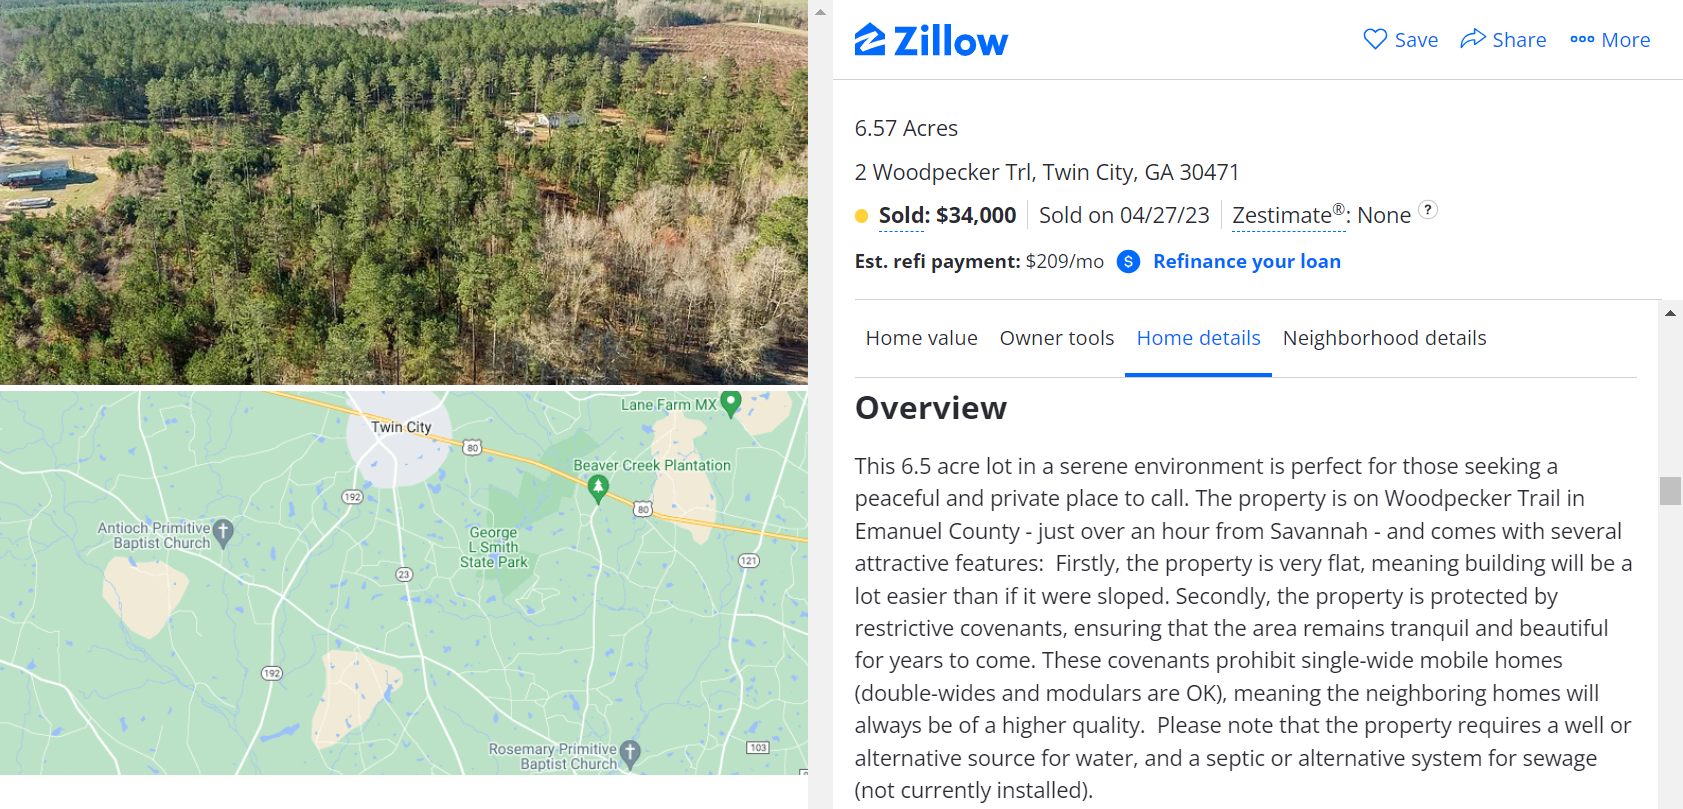 Zillow
Save
Share
More
6.57 Acres
2 Woodpecker Trl, Twin City, GA 30471
Sold: $34,000
Sold on 04/27/23
Zestimate®: None
?
Est. refi payment: $209/mo
$
Refinance your loan
Home value
Owner tools
Home details
Neighborhood details
Overview
This 6.5 acre lot in a serene environment is perfect for those seeking a
peaceful and private place to call. The property is on Woodpecker Trail in
Emanuel County - just over an hour from Savannah - and comes with several
attractive features:  Firstly, the property is very flat, meaning building will be a
lot easier than if it were sloped. Secondly, the property is protected by
restrictive covenants, ensuring that the area remains tranquil and beautiful
for years to come. These covenants prohibit single-wide mobile homes
(double-wides and modulars are OK), meaning the neighboring homes will
always be of a higher quality.  Please note that the property requires a well or
alternative source for water, and a septic or alternative system for sewage
(not currently installed).
Lane Farm MX
Twin City
80
Beaver Creek Plantation
192
80
Antioch Primitive
Baptist Church
George
L Smith
State Park
121
23
192
Rosemary Primitive
Baptist Church
103